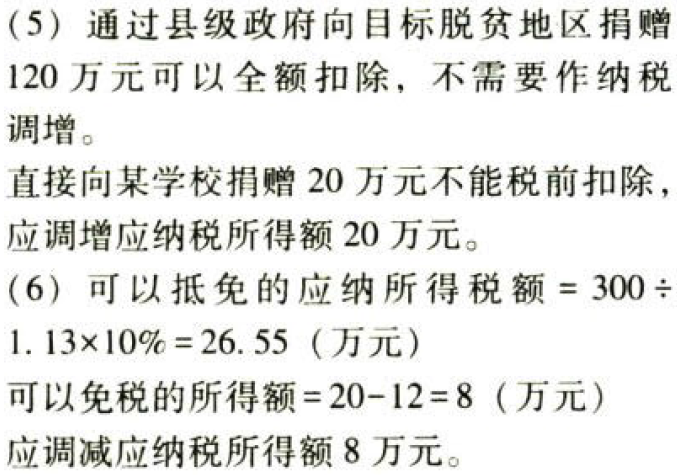 (5) 通过县级政府向目标脱贫地区捐赠
120 万元可以全额扣除，不需要作纳税
调增。
直接向某学校捐赠 20 万元不能税前扣除，
应调增应纳税所得额 20 万元。
(6) 可以抵免的应纳所得税额 = 300÷
1. 13×10% = 26. 55 (万元)
可以免税的所得额 = 20-12 = 8 (万元)
应调减应纳税所得额 8 万元。